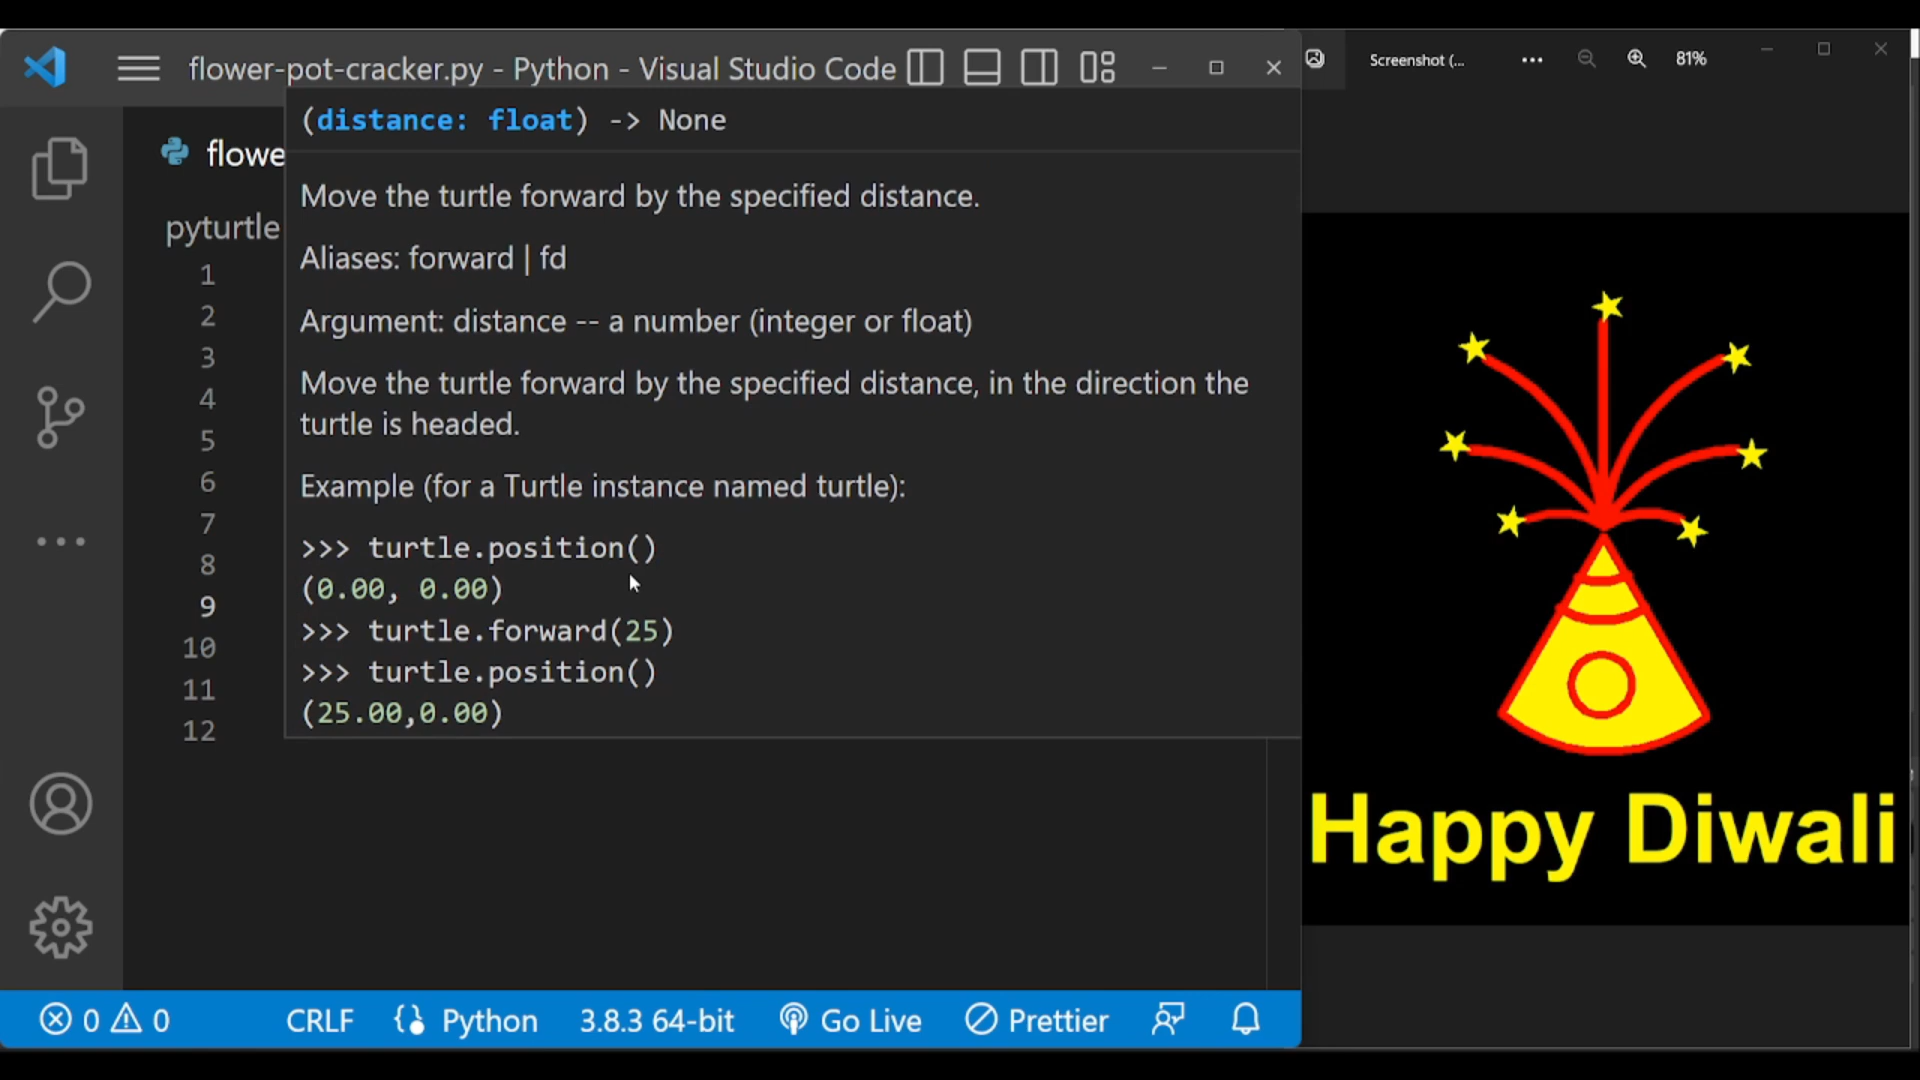 flower-pot-cracker.py - Python - Visual Studio Code
Screenshot (... ... 81%
(distance: float) -> None
flowe
Move the turtle forward by the specified distance.
pyturtle
Aliases: forward | fd
Argument: distance -- a number (integer or float)
Move the turtle forward by the specified distance, in the direction the
turtle is headed.
Example (for a Turtle instance named turtle):
>>> turtle.position()
(0.00, 0.00)
>>> turtle.forward(25)
>>> turtle.position()
(25.00,0.00)
1
2
3
4
5
6
7
8
9
10
11
12
Happy Diwali
0 0 CRLF Python 3.8.3 64-bit Go Live Prettier